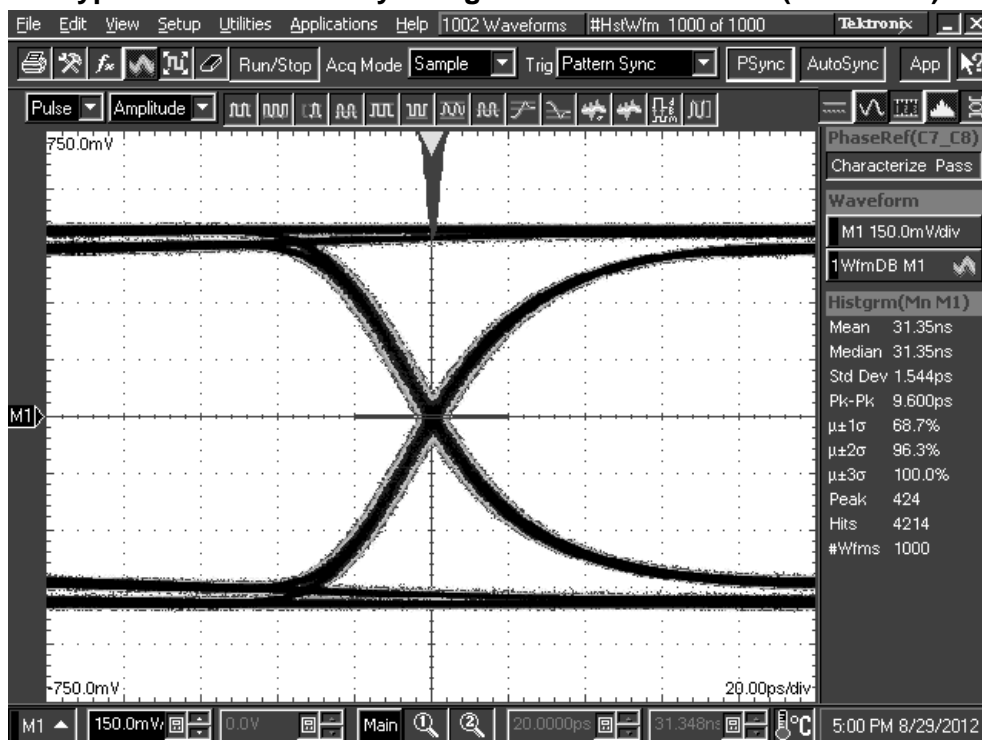 File Edit View Setup Utilities Applications Help 1002 Waveforms #HstWfm 1000 of 1000 Tektronix
Run/Stop Acq Mode Sample Trig Pattern Sync PSync AutoSync App
Pulse Amplitude
750.0mV
PhaseRef(C7_C8)
Characterize Pass
Waveform
M1 150.0mV/div
1WfmDB M1
Histgrm(Mn M1)
Mean 31.35ns
Median 31.35ns
Std Dev 1.544ps
Pk-Pk 9.600ps
µ±1σ 68.7%
µ±2σ 96.3%
µ±3σ 100.0%
Peak 424
Hits 4214
#Wfms 1000
M1
-750.0mV 20.00ps/div
M1 150.0mV/ 0.0V Main 1 2 20.0000ps 31.348ns °C 5:00 PM 8/29/2012